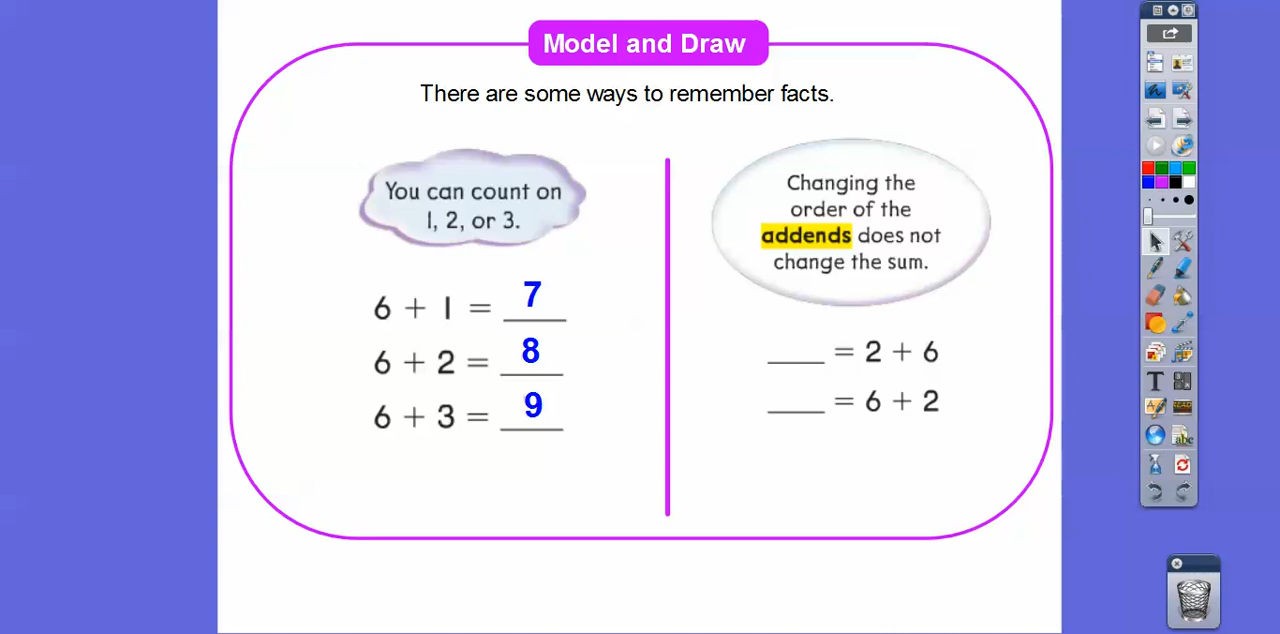 Model and Draw
There are some ways to remember facts.
You can count on
1, 2, or 3.
6 + 1 = 7
6 + 2 = 8
6 + 3 = 9
Changing the
order of the
addends does not
change the sum.
____ = 2 + 6
____ = 6 + 2